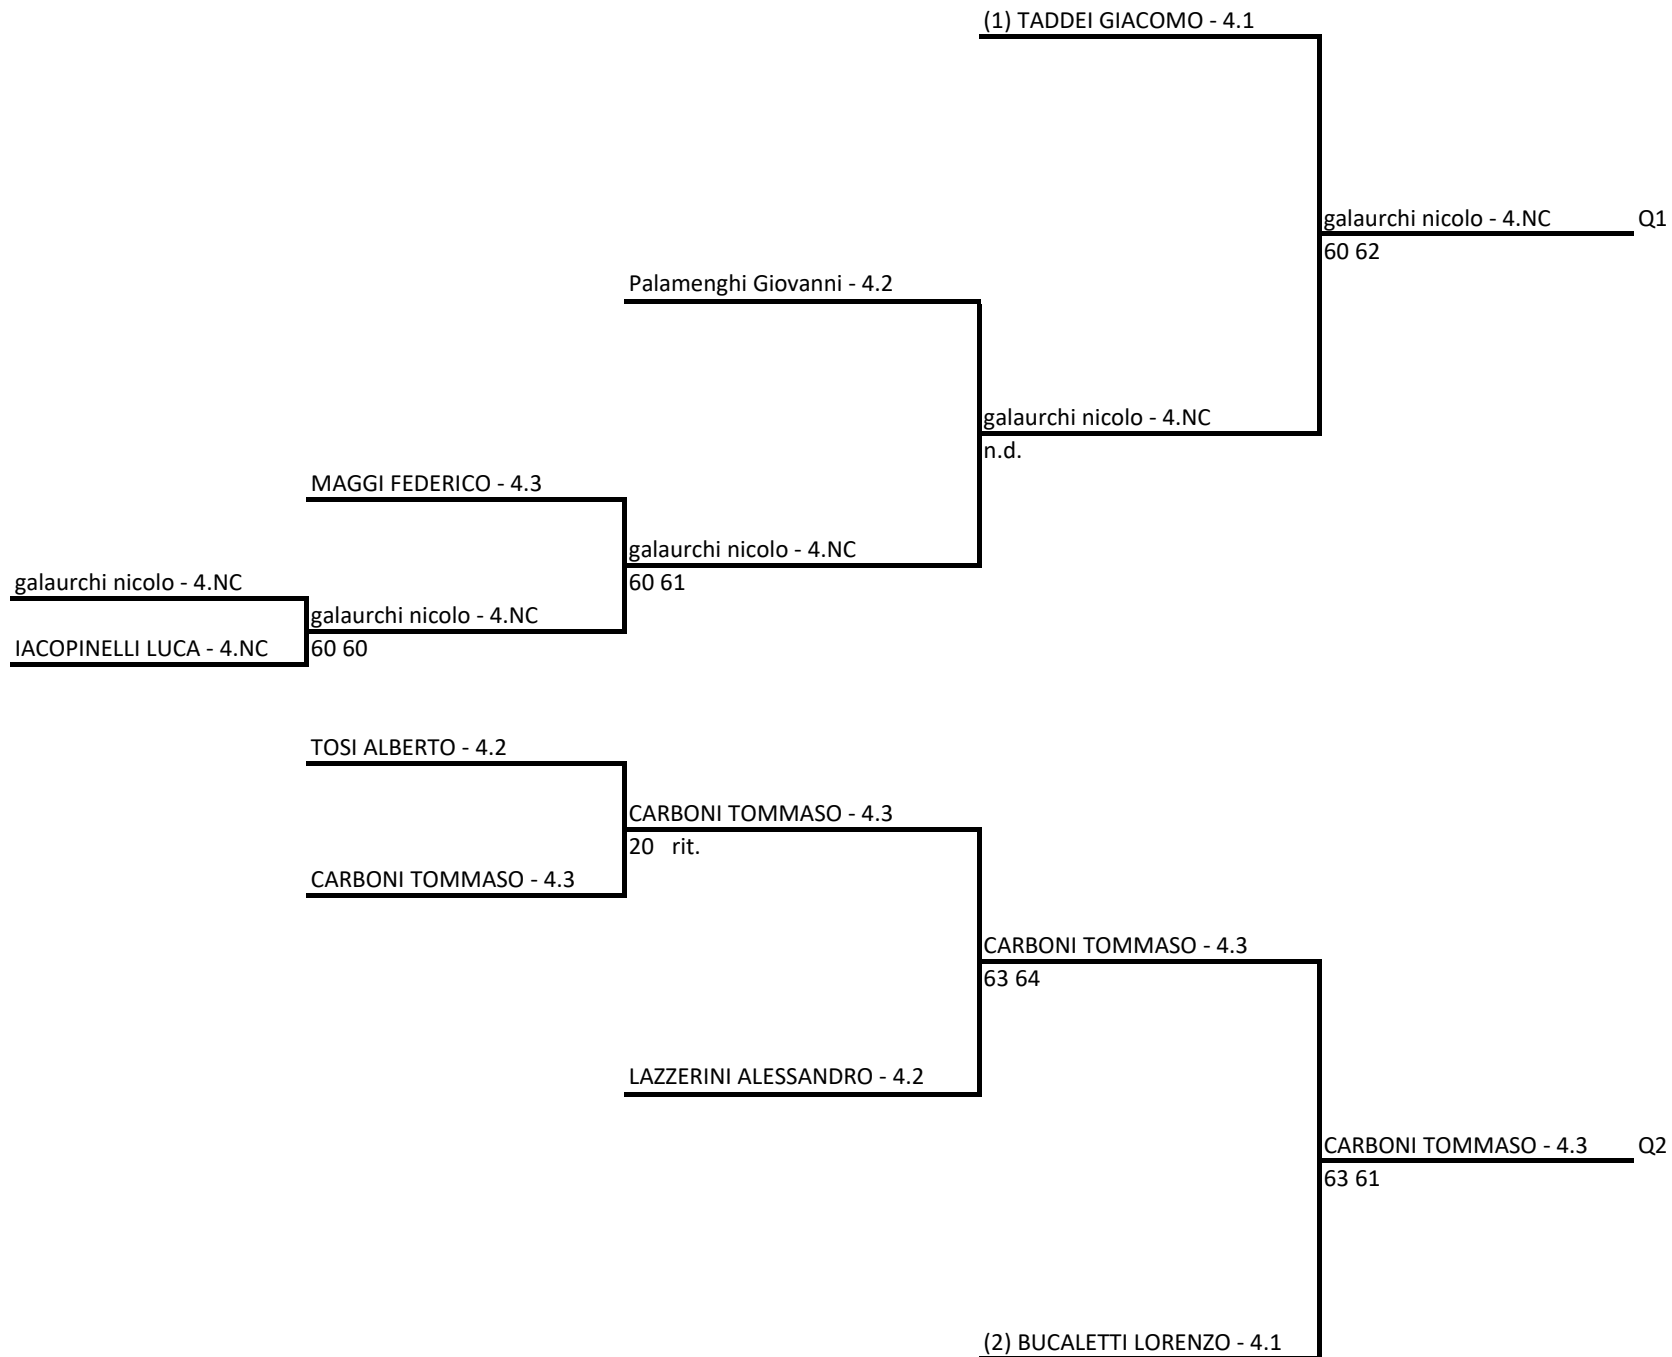 (1) TADDEI GIACOMO - 4.1
galaurchi nicolo - 4.NC Q1
60 62
Palamenghi Giovanni - 4.2
galaurchi nicolo - 4.NC
n.d.
MAGGI FEDERICO - 4.3
galaurchi nicolo - 4.NC
60 61
galaurchi nicolo - 4.NC
galaurchi nicolo - 4.NC
IACOPINELLI LUCA - 4.NC
60 60
TOSI ALBERTO - 4.2
CARBONI TOMMASO - 4.3
20 rit.
CARBONI TOMMASO - 4.3
CARBONI TOMMASO - 4.3
63 64
LAZZERINI ALESSANDRO - 4.2
CARBONI TOMMASO - 4.3 Q2
63 61
(2) BUCALETTI LORENZO - 4.1